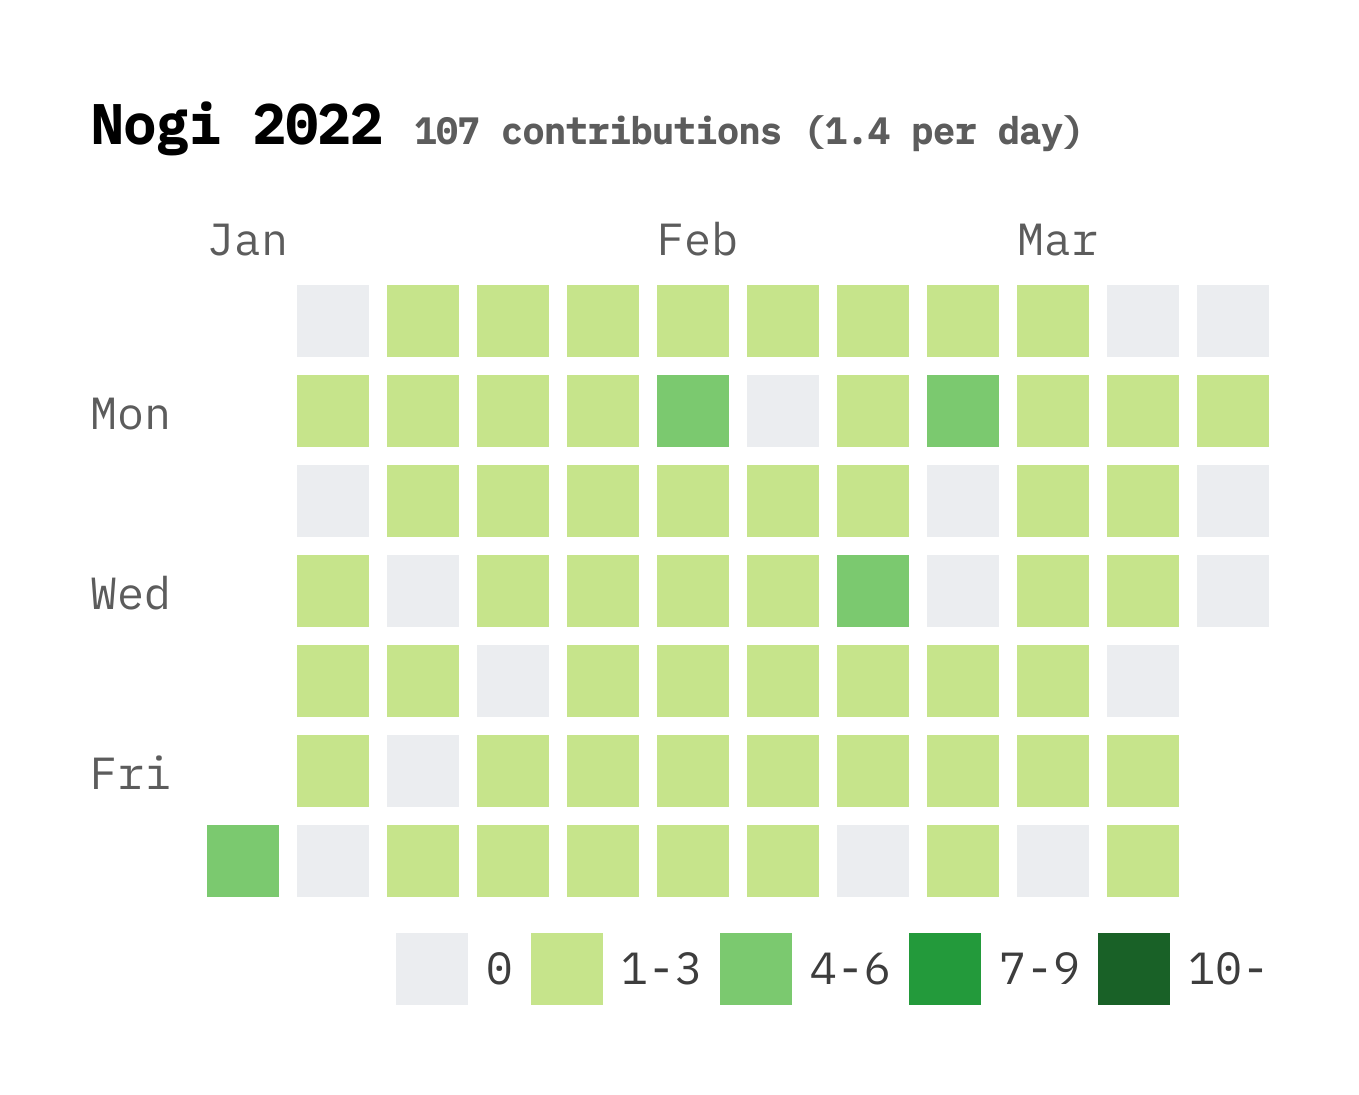 Nogi 2022 107 contributions (1.4 per day)
Jan Feb Mar
Mon
Wed
Fri
0 1-3 4-6 7-9 10-